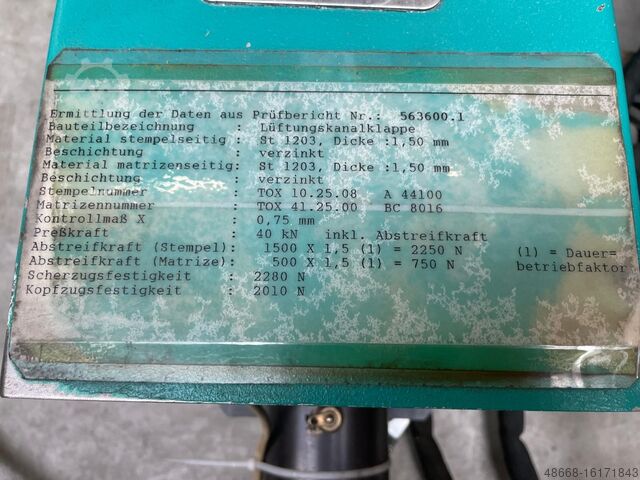 Ermittlung der Daten aus Prüfbericht Nr.: 563600.1
Bauteilbezeichnung : Lüftungskanalklappe
Material stempelseitig : St 1203, Dicke :1,50 mm
Beschichtung : verzinkt
Material matrizenseitig: St 1203, Dicke :1,50 mm
Beschichtung : verzinkt
Stempelnummer : TOX 10.25.08 A 44100
Matrizennummer : TOX 41.25.00 BC 8016
Kontrollmaß X : 0,75 mm
Preßkraft : 40 kN inkl. Abstreifkraft
Abstreifkraft (Stempel): 1500 X 1,5 (1) = 2250 N (1) = Dauer=
Abstreifkraft (Matrize): 500 X 1,5 (1) = 750 N betriebfaktor
Scherzugsfestigkeit : 2280 N
Kopfzugsfestigkeit : 2010 N
48668-16171843